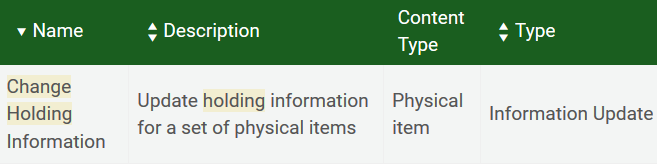 Name
Description
Content
Type
Type
Change
Holding
Information
Update holding information
for a set of physical items
Physical
item
Information Update